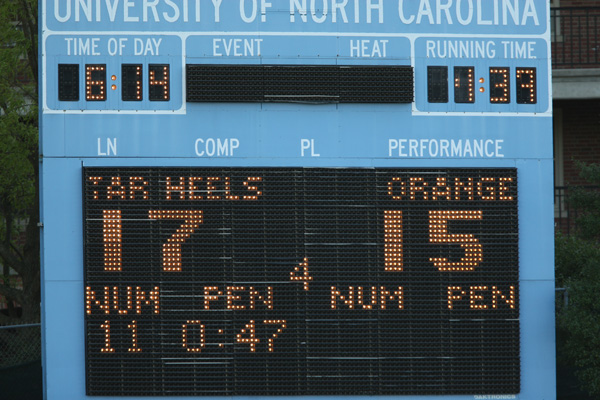 UNIVERSITY OF NORTH CAROLINA
TIME OF DAY EVENT HEAT RUNNING TIME
6:14 1:39
LN COMP PL PERFORMANCE
TAR HEELS ORANGE
17 15
4
NUM PEN NUM PEN
11 0:47
DAKTRONICS